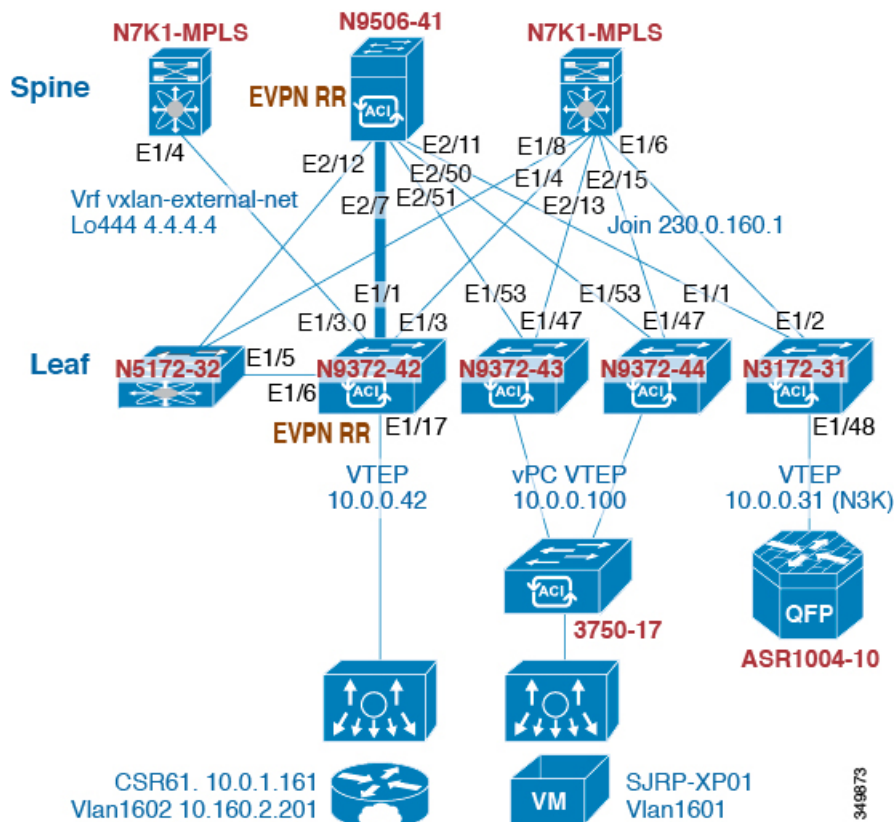 N7K1-MPLS
N9506-41
N7K1-MPLS
Spine
EVPN RR
ACI
E1/4
E2/12
E2/11
E1/8
E1/6
E2/50
E1/4
E2/51
E2/15
E2/7
E2/13
Vrf vxlan-external-net
Lo444 4.4.4.4
Join 230.0.160.1
E1/1
E1/53
E1/53
E1/1
E1/3.0
E1/3
E1/47
E1/47
E1/2
Leaf
N5172-32
E1/5
N9372-42
N9372-43
N9372-44
N3172-31
E1/6
ACI
ACI
ACI
ACI
EVPN RR
E1/17
E1/48
VTEP
10.0.0.42
vPC VTEP
10.0.0.100
VTEP
10.0.0.31 (N3K)
ACI
3750-17
QFP
ASR1004-10
CSR61. 10.0.1.161
Vlan1602 10.160.2.201
VM
SJRP-XP01
Vlan1601
349873